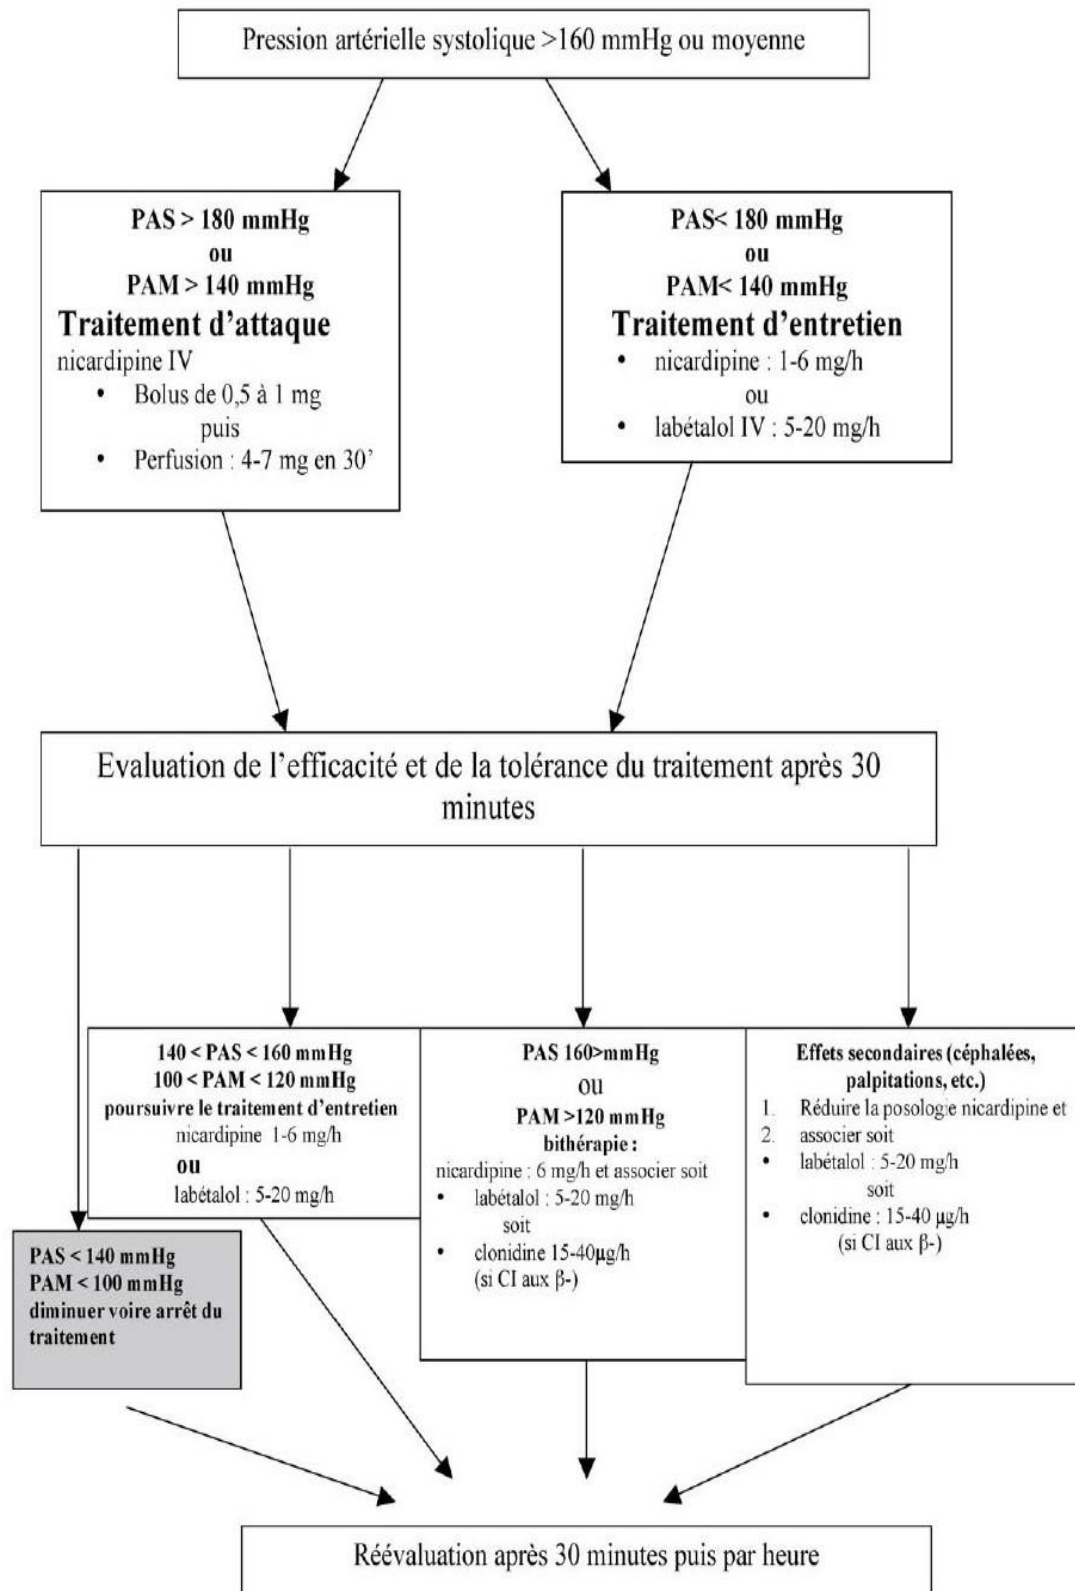 Pression artérielle systolique >160 mmHg ou moyenne
PAS > 180 mmHg
ou
PAM > 140 mmHg
Traitement d’attaque
nicardipine IV
• Bolus de 0,5 à 1 mg
puis
• Perfusion : 4-7 mg en 30’
PAS< 180 mmHg
ou
PAM< 140 mmHg
Traitement d’entretien
• nicardipine : 1-6 mg/h
ou
• labétalol IV : 5-20 mg/h
Evaluation de l’efficacité et de la tolérance du traitement après 30
minutes
PAS < 140 mmHg
PAM < 100 mmHg
diminuer voire arrêt du
traitement
140 < PAS < 160 mmHg
100 < PAM < 120 mmHg
poursuivre le traitement d’entretien
nicardipine 1-6 mg/h
ou
labétalol : 5-20 mg/h
PAS 160>mmHg
ou
PAM >120 mmHg
bithérapie :
nicardipine : 6 mg/h et associer soit
• labétalol : 5-20 mg/h
soit
• clonidine 15-40µg/h
(si CI aux β-)
Effets secondaires (céphalées,
palpitations, etc.)
1. Réduire la posologie nicardipine et
2. associer soit
• labétalol : 5-20 mg/h
soit
• clonidine : 15-40 µg/h
(si CI aux β-)
Réévaluation après 30 minutes puis par heure